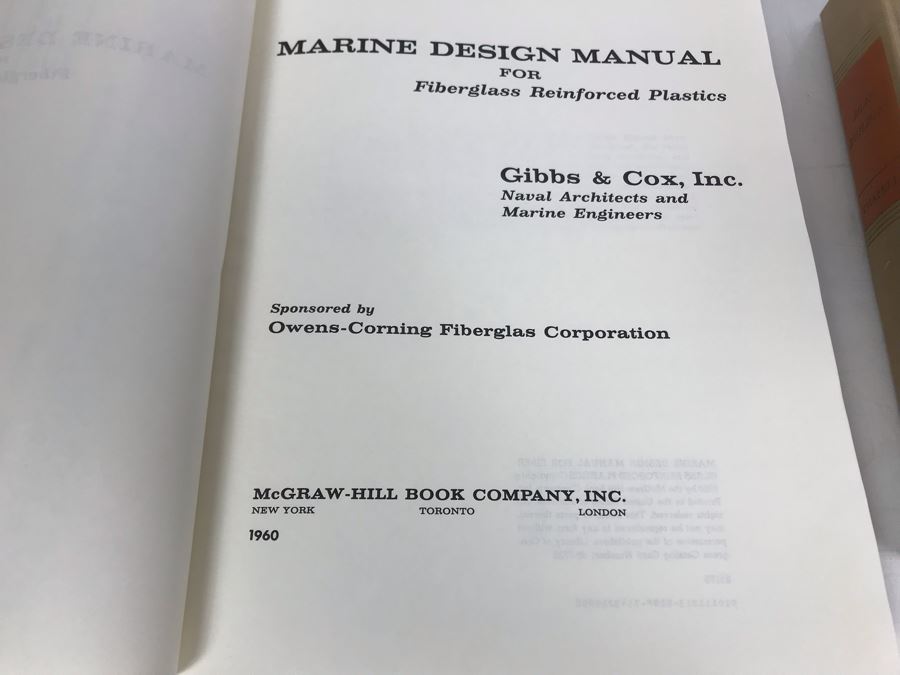 MARINE DESIGN MANUAL
FOR
Fiberglass Reinforced Plastics
Gibbs & Cox, Inc.
Naval Architects and
Marine Engineers
Sponsored by
Owens-Corning Fiberglas Corporation
McGRAW-HILL BOOK COMPANY, INC.
NEW YORK TORONTO LONDON
1960